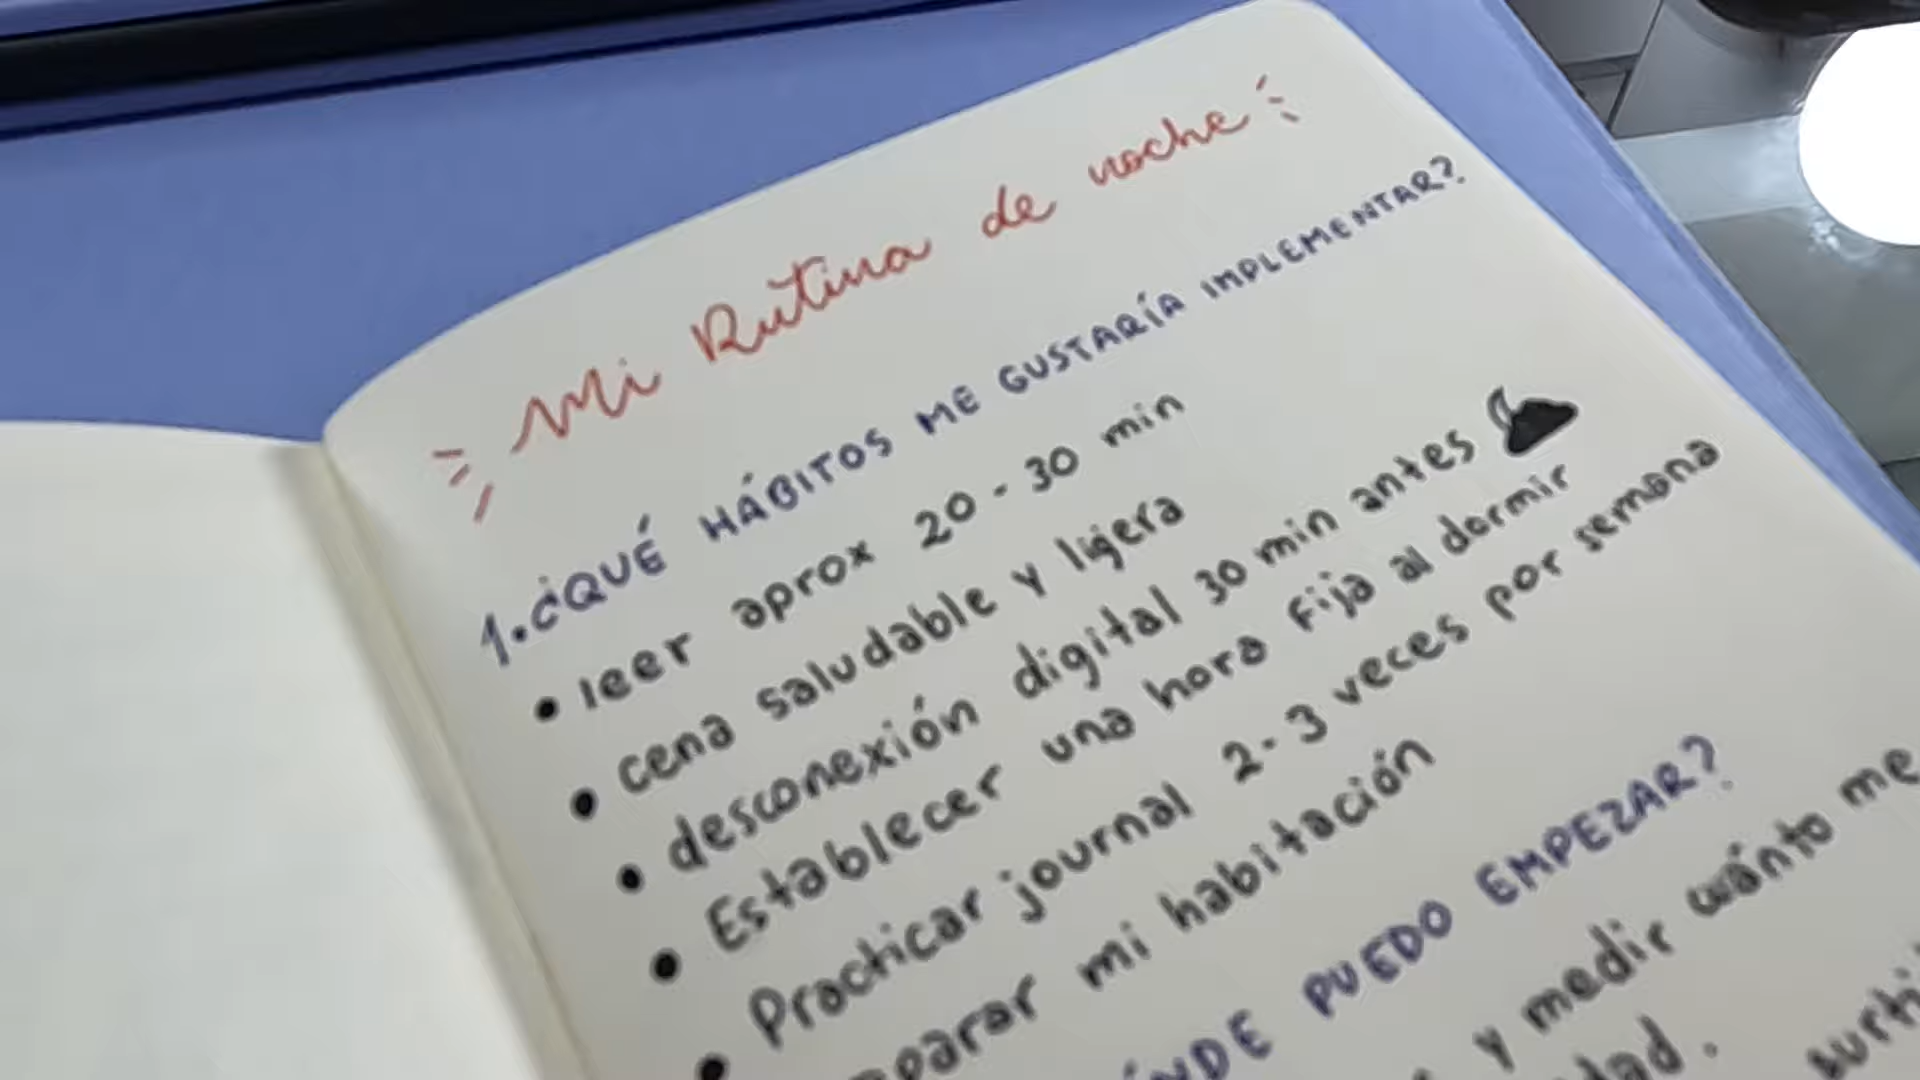 Mi Rutina de noche
1. ¿QUÉ HÁBITOS ME GUSTARÍA IMPLEMENTAR?
• leer aprox 20-30 min
• cena saludable y ligera
• desconexión digital 30 min antes
• Establecer una hora fija al dormir
• Practicar journal 2-3 veces por semana
• mi habitación
PUEDO EMPEZAR?
y medir cuánto me